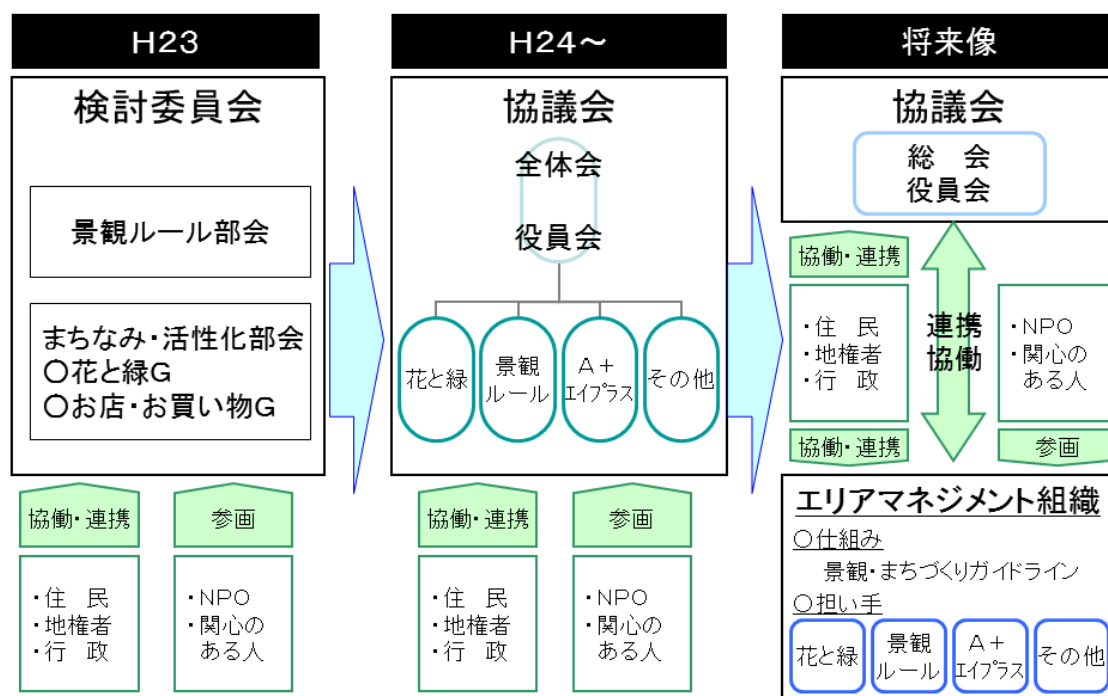 H23
検討委員会
景観ルール部会
まちなみ・活性化部会
○花と緑G
○お店・お買い物G
協働・連携
参画
・住　民
・地権者
・行　政
・NPO
・関心の
ある人
H24～
協議会
全体会
役員会
花と緑
景観
ルール
A+
エイプラス
その他
協働・連携
参画
・住　民
・地権者
・行　政
・NPO
・関心の
ある人
将来像
協議会
総　会
役員会
協働・連携
・住　民
・地権者
・行　政
協働・連携
連携
協働
・NPO
・関心の
ある人
参画
エリアマネジメント組織
○仕組み
景観・まちづくりガイドライン
○担い手
花と緑
景観
ルール
A+
エイプラス
その他